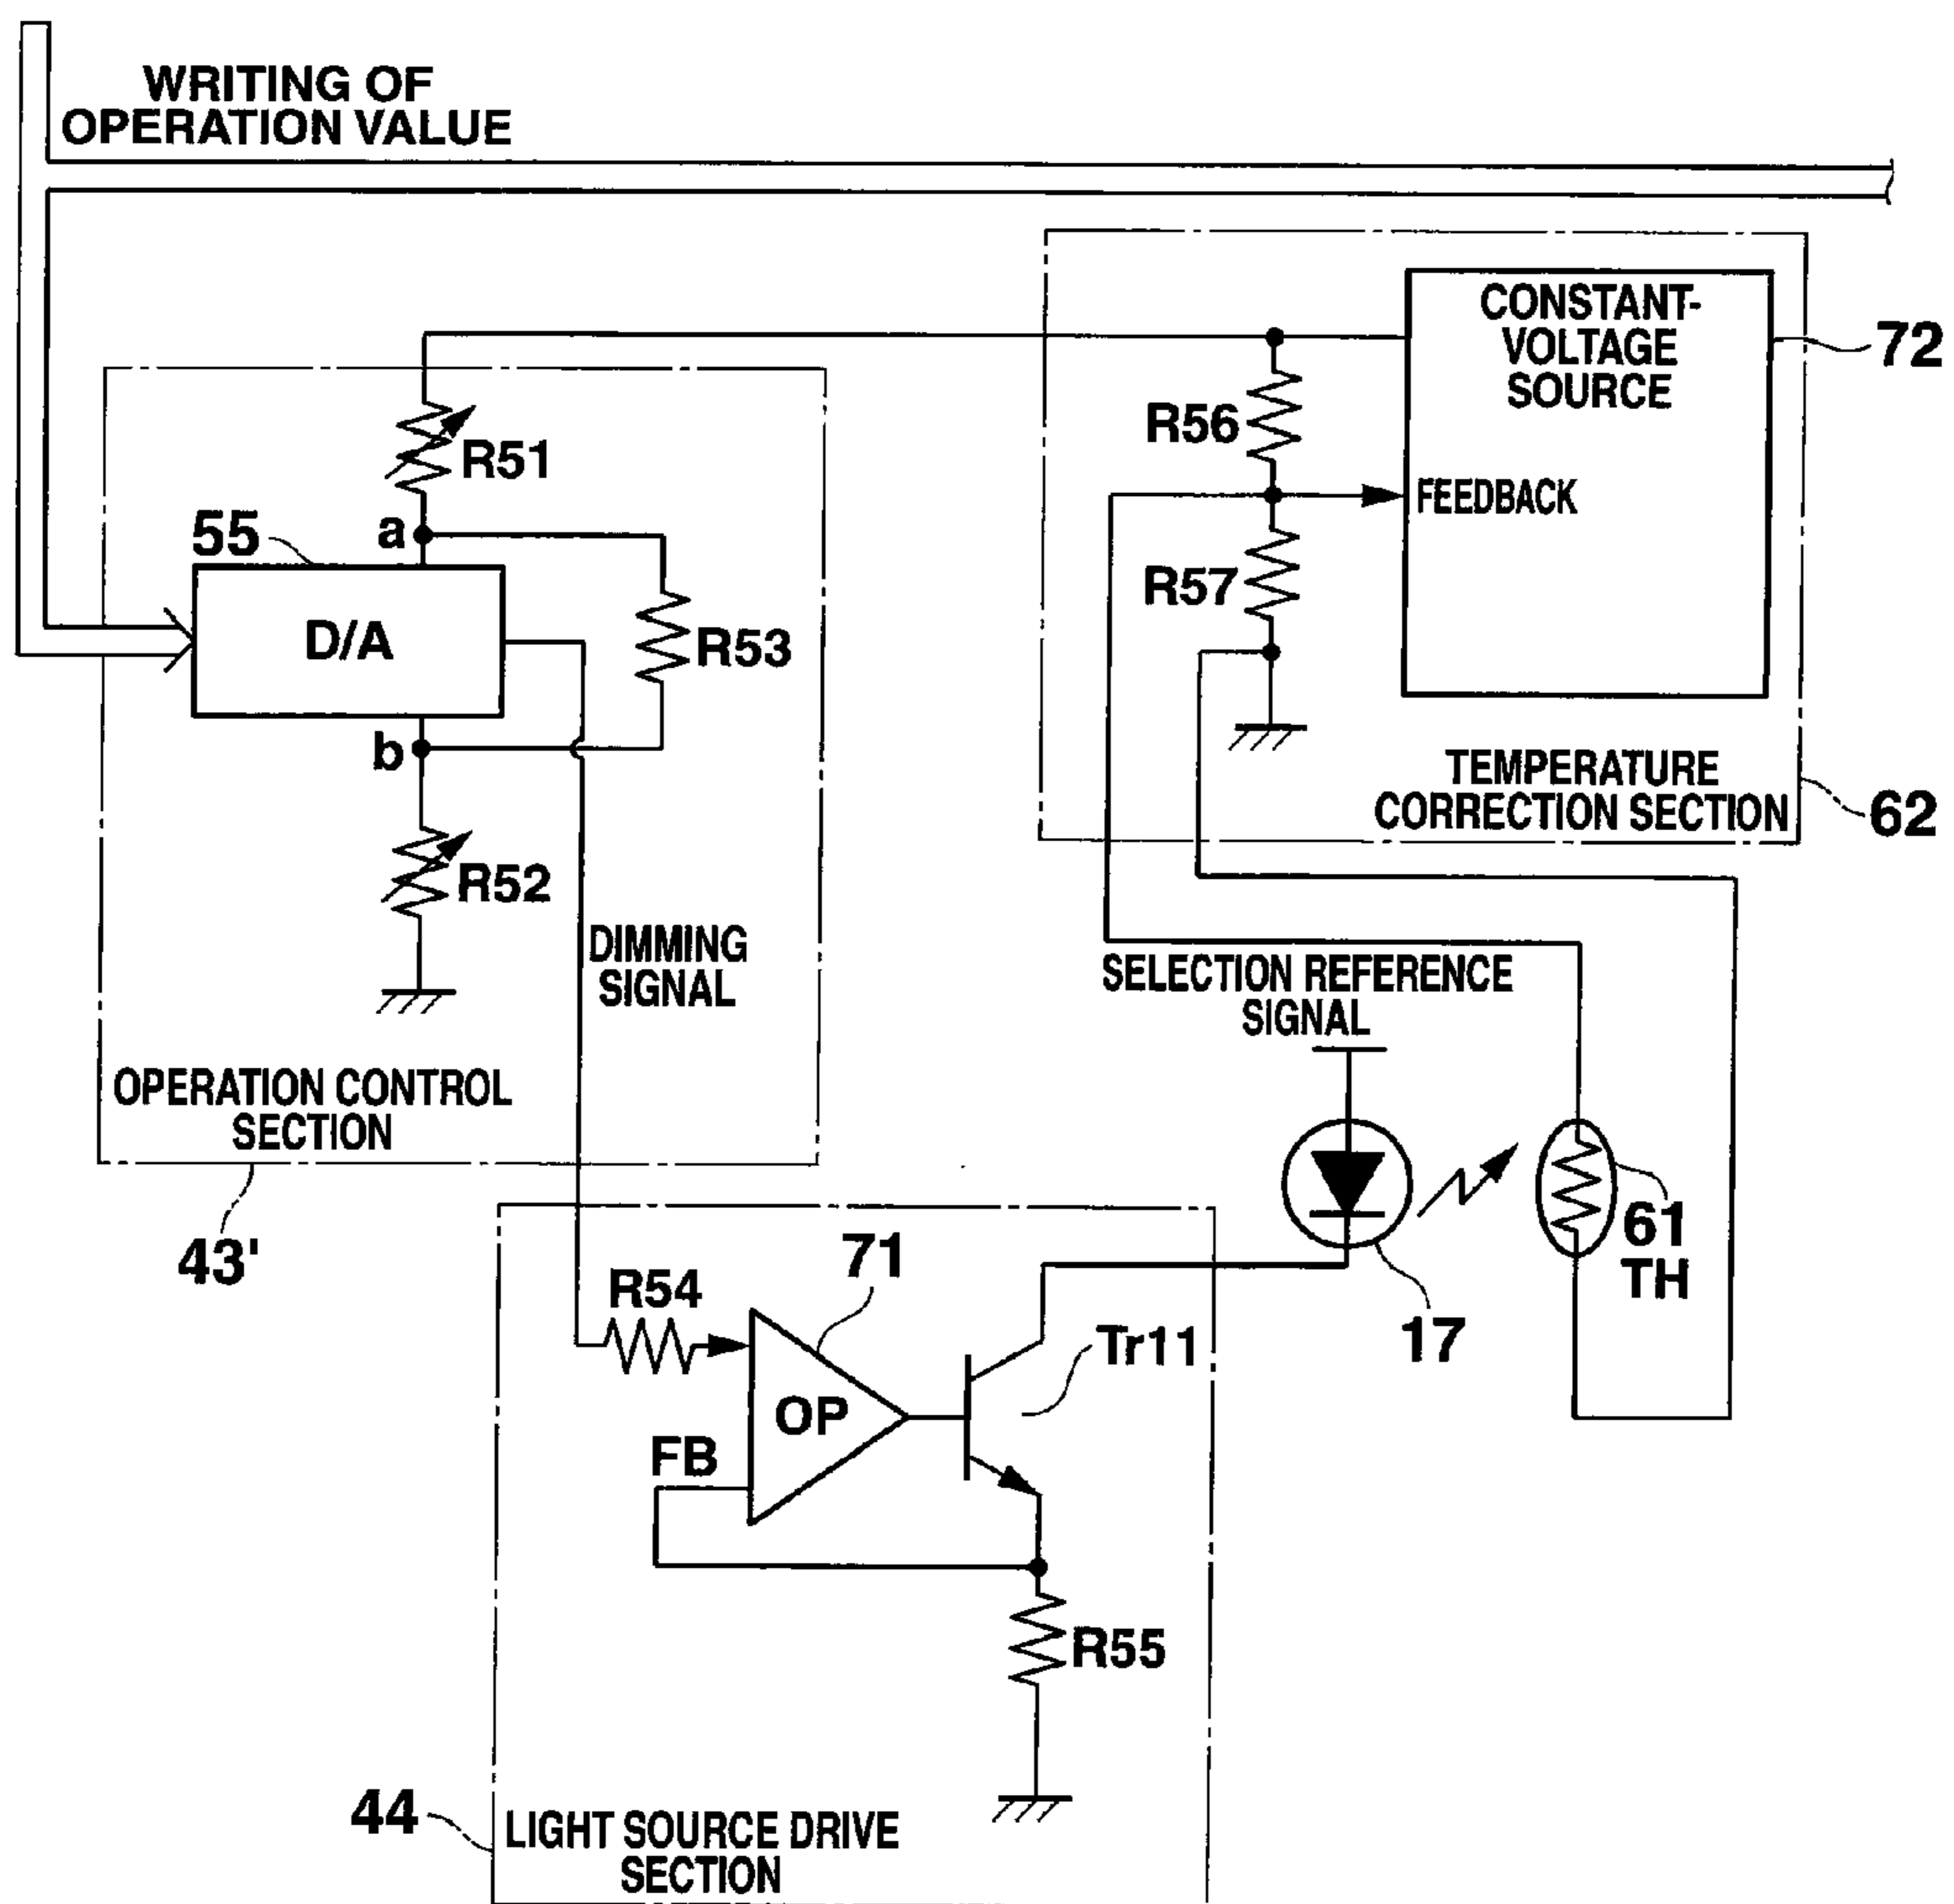 WRITING OF
OPERATION VALUE
CONSTANT-
VOLTAGE
SOURCE
72
R56
R51
FEEDBACK
55
a
R57
D/A
R53
b
TEMPERATURE
CORRECTION SECTION
62
R52
DIMMING
SIGNAL
SELECTION REFERENCE
SIGNAL
OPERATION CONTROL
SECTION
43'
61
TH
71
R54
17
Tr11
OP
FB
R55
44
LIGHT SOURCE DRIVE
SECTION